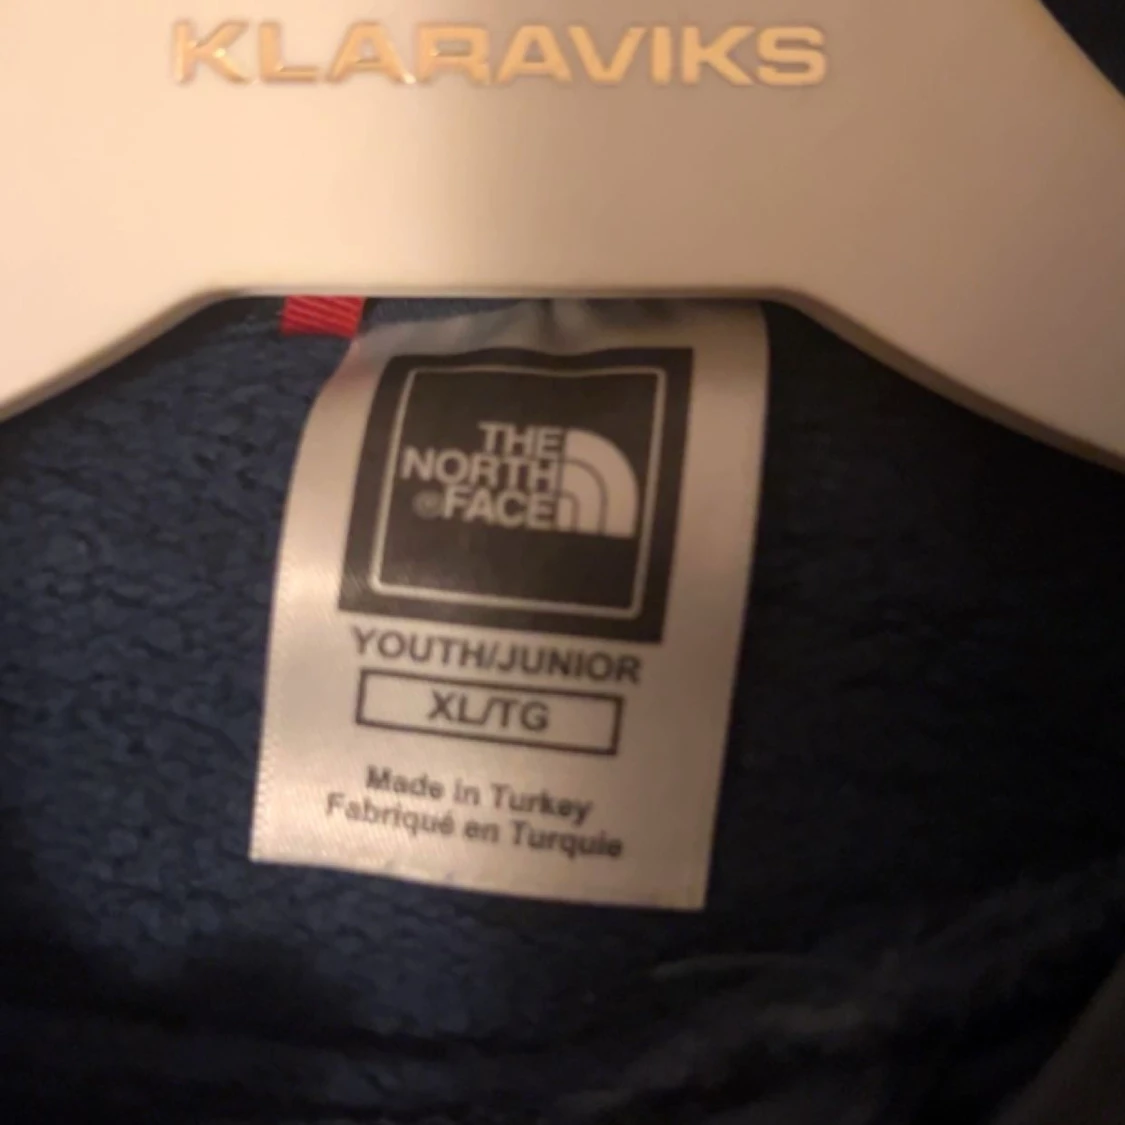 KLARAVIKS
THE
NORTH
FACE
YOUTH/JUNIOR
XL/TG
Made in Turkey
Fabriqué en Turquie